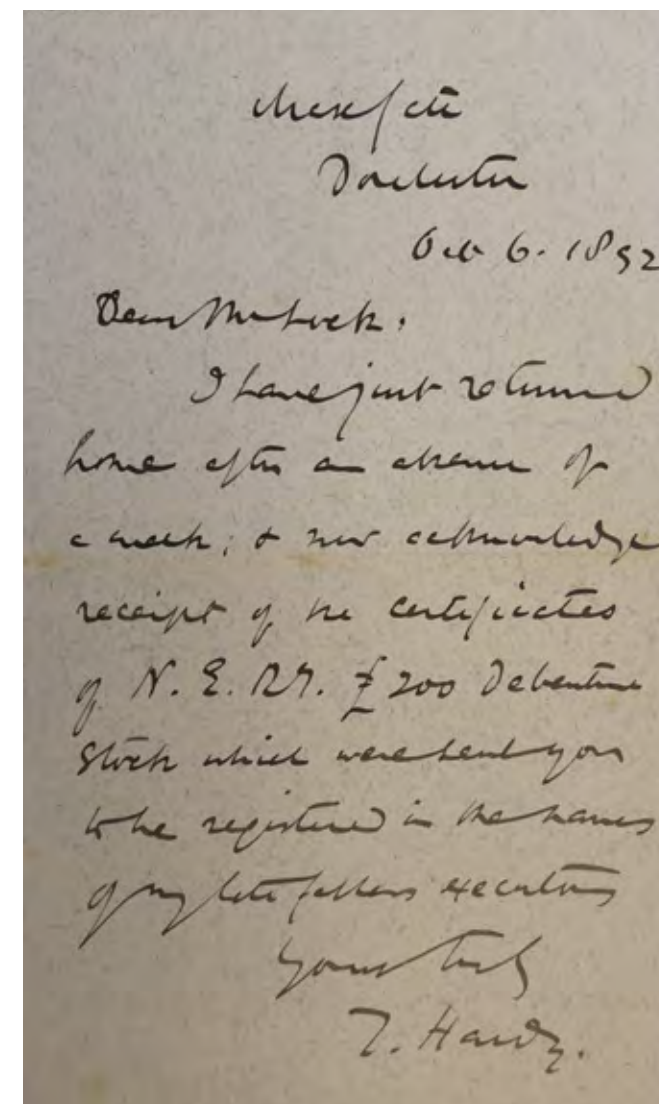 Max Gate
Dorchester
Oct 6. 1892
Dear Mr Lock:
I have just returned
home after an absence of
a week; & now acknowledge
receipt of the certificates
of N. E. Ry. £200 Debenture
Stock which were sent you
to be registered in the names
of my late father's executors
Yours truly
T. Hardy.